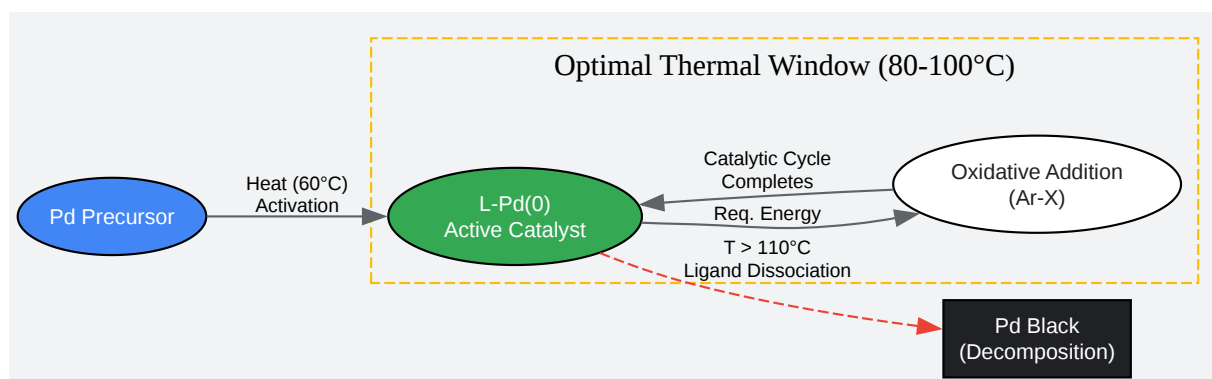 Optimal Thermal Window (80-100°C)
Pd Precursor
Heat (60°C)
Activation
L-Pd(0)
Active Catalyst
Catalytic Cycle
Completes
Req. Energy
T > 110°C
Ligand Dissociation
Oxidative Addition
(Ar-X)
Pd Black
(Decomposition)